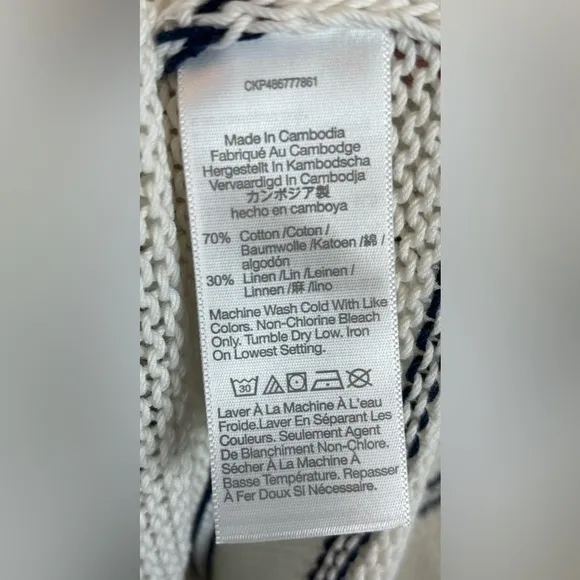 CKP486777861
Made In Cambodia
Fabriqué Au Cambodge
Hergestellt In Kambodscha
Vervaardigd In Cambodja
カンボジア製
hecho en camboya
70% Cotton /Coton /
Baumwolle /Katoen /綿 /
algodón
30% Linen /Lin /Leinen /
Linnen /麻 /lino
Machine Wash Cold With Like
Colors. Non-Chlorine Bleach
Only. Tumble Dry Low. Iron
On Lowest Setting.
30
Laver À La Machine À L'eau
Froide.Laver En Séparant Les
Couleurs. Seulement Agent
De Blanchiment Non-Chlore.
Sécher À La Machine À
Basse Température. Repasser
À Fer Doux Si Nécessaire.